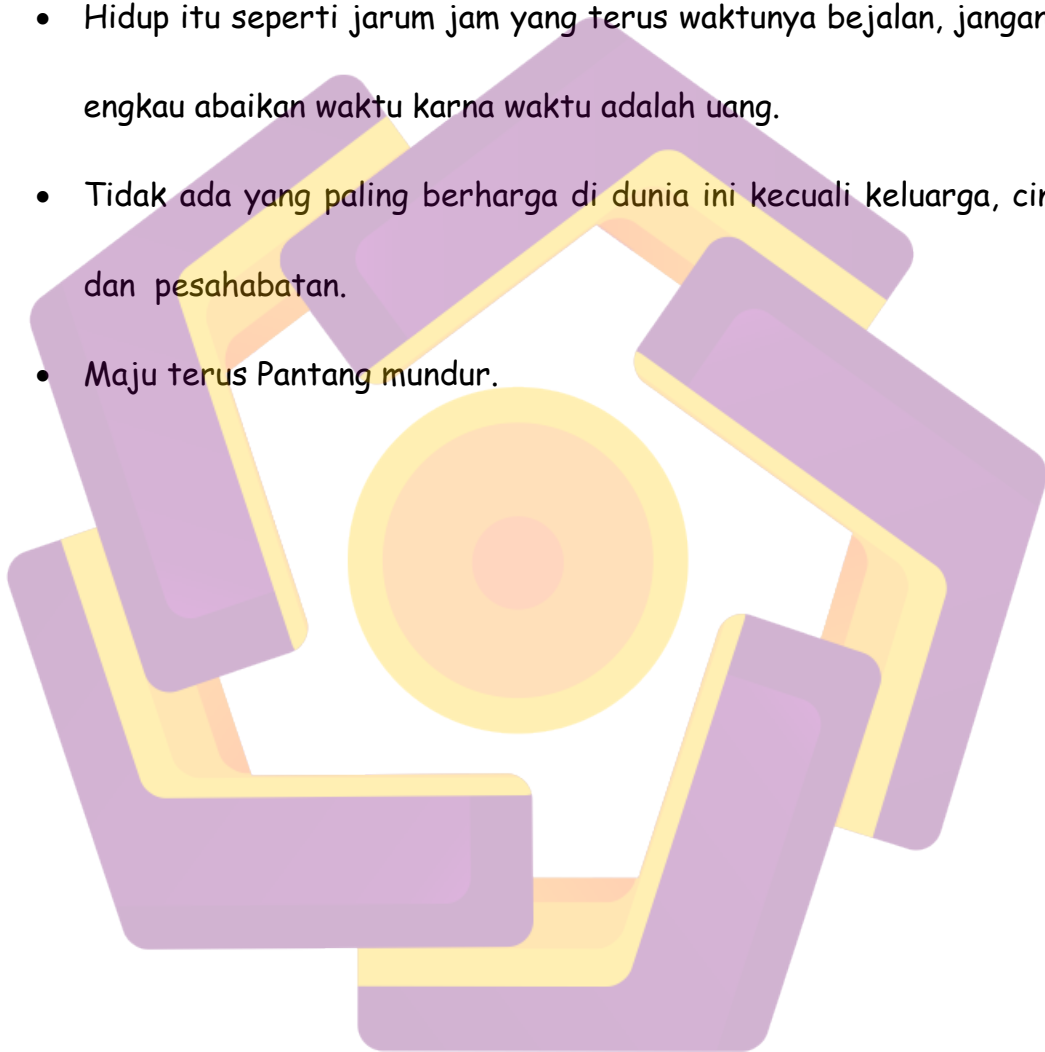 • Hidup itu seperti jarum jam yang terus waktunya bejalan, jangan
engkau abaikan waktu karna waktu adalah uang.
• Tidak ada yang paling berharga di dunia ini kecuali keluarga,
dan pesahabatan.
• Maju terus Pantang mundur.